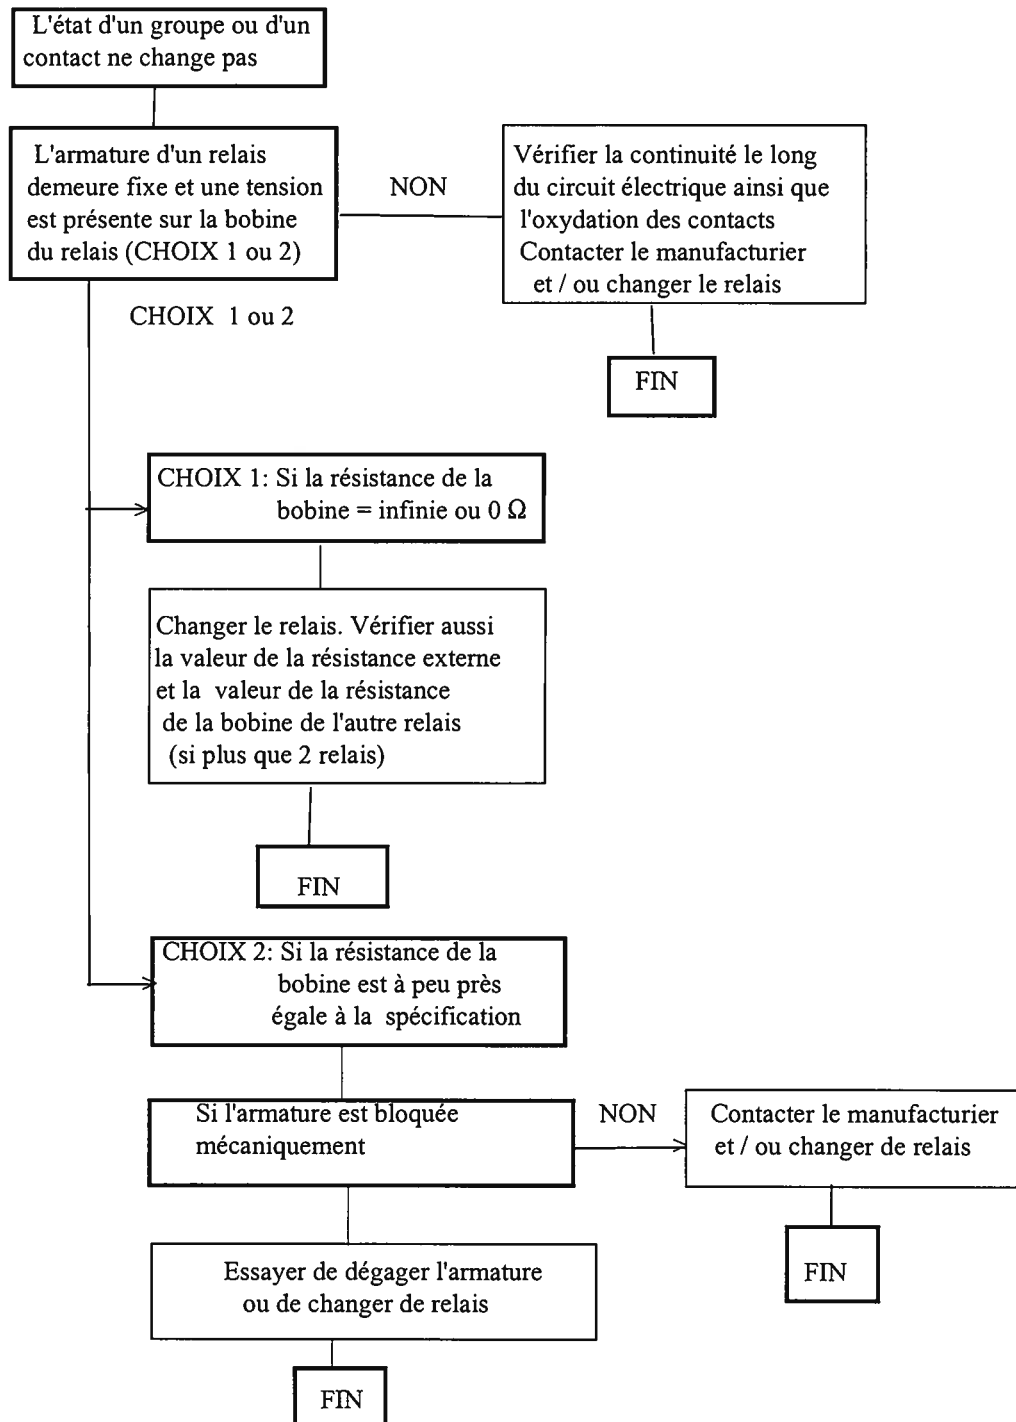 L'état d'un groupe ou d'un
contact ne change pas
L'armature d'un relais
demeure fixe et une tension
est présente sur la bobine
du relais (CHOIX 1 ou 2)
NON
Vérifier la continuité le long
du circuit électrique ainsi que
l'oxydation des contacts
Contacter le manufacturier
et / ou changer le relais
CHOIX 1 ou 2
FIN
CHOIX 1: Si la résistance de la
bobine = infinie ou 0 Ω
Changer le relais. Vérifier aussi
la valeur de la résistance externe
et la valeur de la résistance
de la bobine de l'autre relais
(si plus que 2 relais)
FIN
CHOIX 2: Si la résistance de la
bobine est à peu près
égale à la spécification
Si l'armature est bloquée
mécaniquement
NON
Contacter le manufacturier
et / ou changer de relais
FIN
Essayer de dégager l'armature
ou de changer de relais
FIN